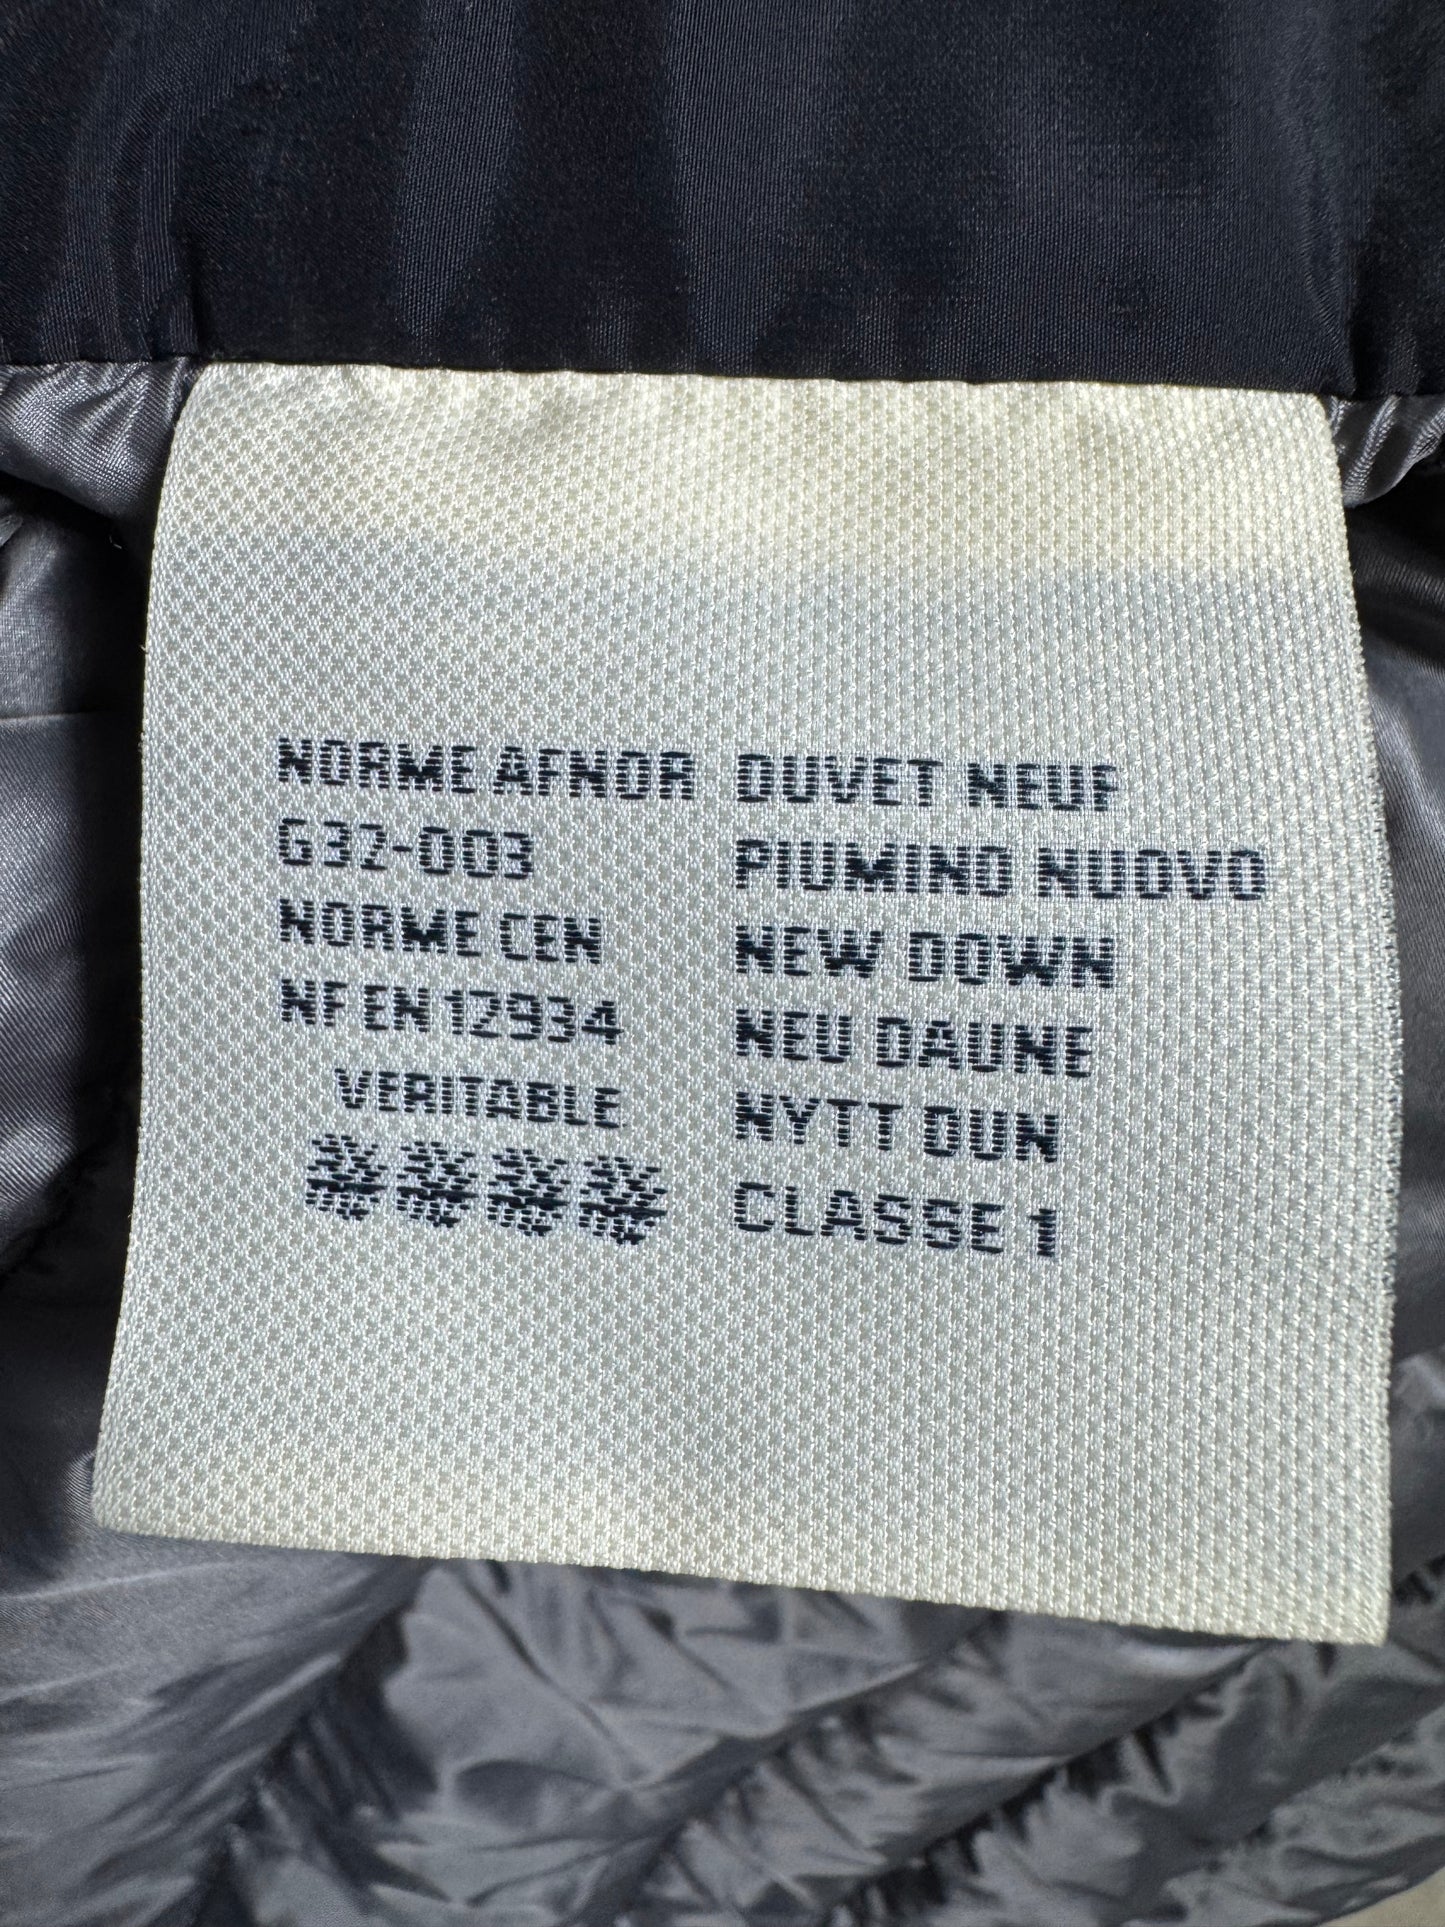 NORME AFNOR
G32-003
NORME CEN
NF EN 12934
VERITABLE
DUVET NEUF
PIUMINO NUOVO
NEW DOWN
NEU DAUNE
NYTT DUN
CLASSE 1